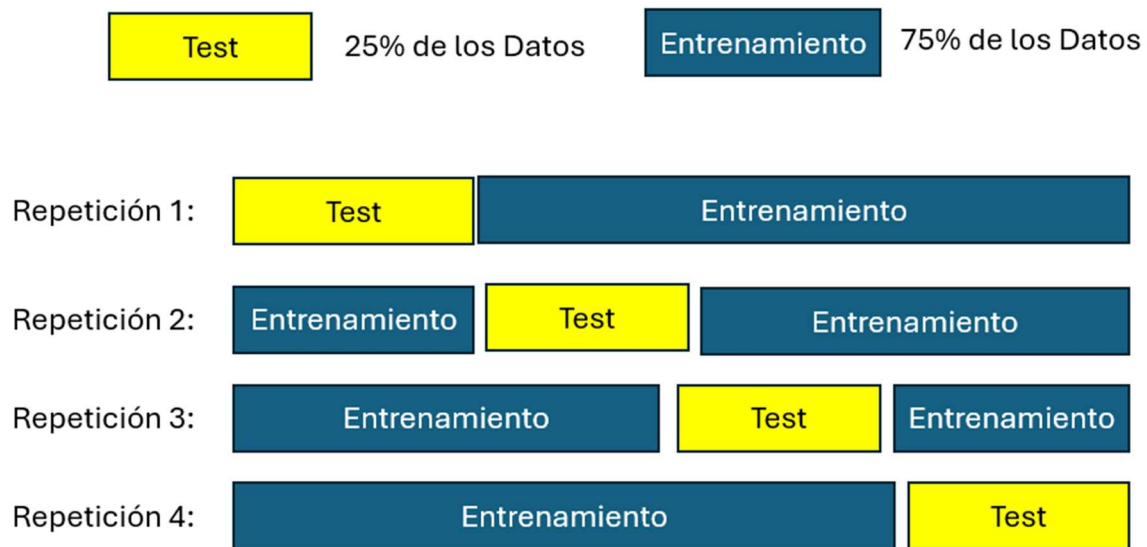 Test 25% de los Datos Entrenamiento 75% de los Datos
Repetición 1: Test Entrenamiento
Repetición 2: Entrenamiento Test Entrenamiento
Repetición 3: Entrenamiento Test Entrenamiento
Repetición 4: Entrenamiento Test